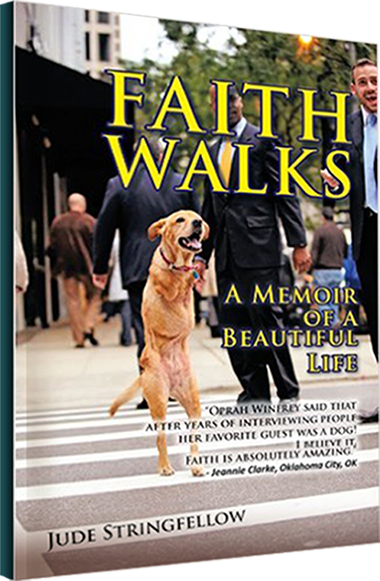 FAITH
WALKS
A MEMOIR
OF A
BEAUTIFUL
LIFE
"OPRAH WINFREY SAID THAT
AFTER YEARS OF INTERVIEWING PEOPLE
HER FAVORITE GUEST WAS A DOG!
I BELIEVE IT,
FAITH IS ABSOLUTELY AMAZING."
- Jeannie Clarke, Oklahoma City, OK
JUDE STRINGFELLOW